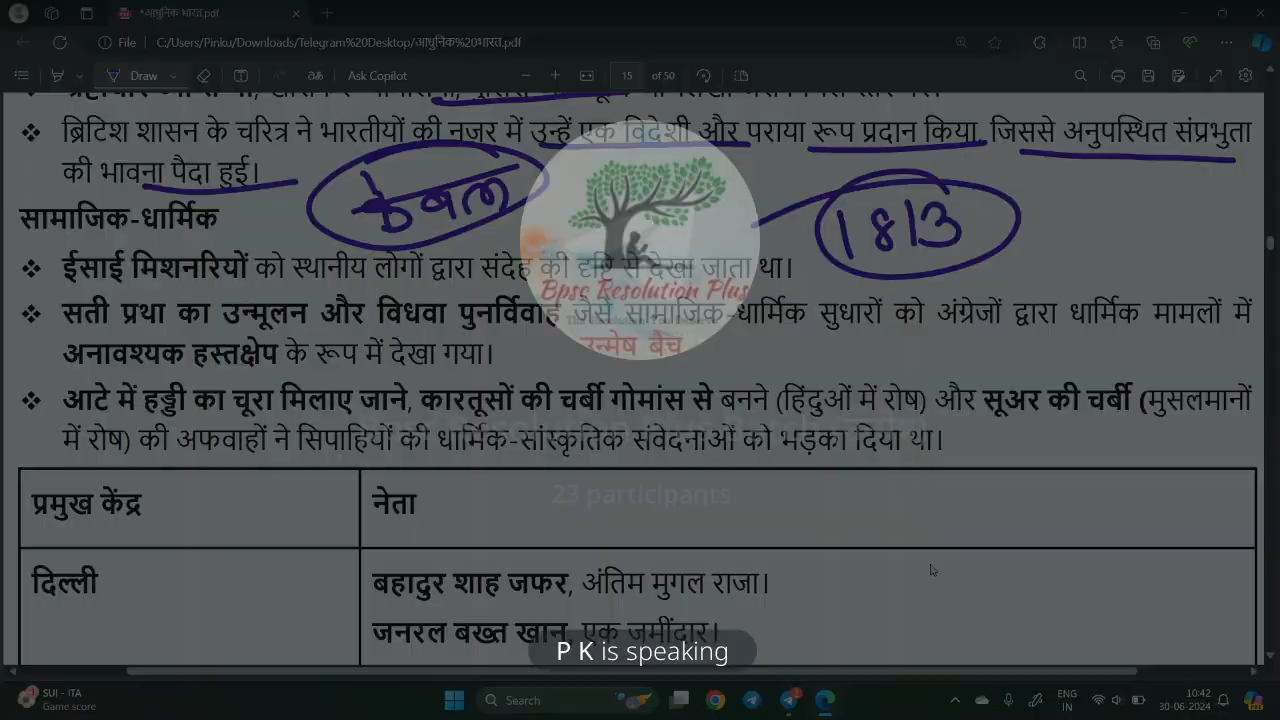 *आधुनिक भारत.pdf
File
C:/Users/Pinku/Downloads/Telegram%20Desktop/आधुनिक%20भारत.pdf
Draw
Ask Copilot
15 of 50
❖ ब्रिटिश शासन के चरित्र ने भारतीयों की नजर में उन्हें एक विदेशी और पराया रूप प्रदान किया, जिससे अनुपस्थित संप्रभुता
की भावना पैदा हुई।
1813
सामाजिक-धार्मिक
❖ ईसाई मिशनरियों को स्थानीय लोगों द्वारा संदेह की दृष्टि से देखा जाता था।
Bpsc Resolution Plus
❖ सती प्रथा का उन्मूलन और विधवा पुनर्विवाह जैसे सामाजिक-धार्मिक सुधारों को अंग्रेजों द्वारा धार्मिक मामलों में
उन्मेष बैच
अनावश्यक हस्तक्षेप के रूप में देखा गया।
❖ आटे में हड्डी का चूरा मिलाए जाने, कारतूसों की चर्बी गोमांस से बनने (हिंदुओं में रोष) और सूअर की चर्बी (मुसलमानों
में रोष) की अफवाहों ने सिपाहियों की धार्मिक-सांस्कृतिक संवेदनाओं को भड़का दिया था।
23 participants
प्रमुख केंद्र
नेता
दिल्ली
बहादुर शाह जफर, अंतिम मुगल राजा।
जनरल बख्त खान, एक जमींदार।
P K is speaking
SUI - ITA
Game score
Search
ENG
IN
10:42
30-06-2024